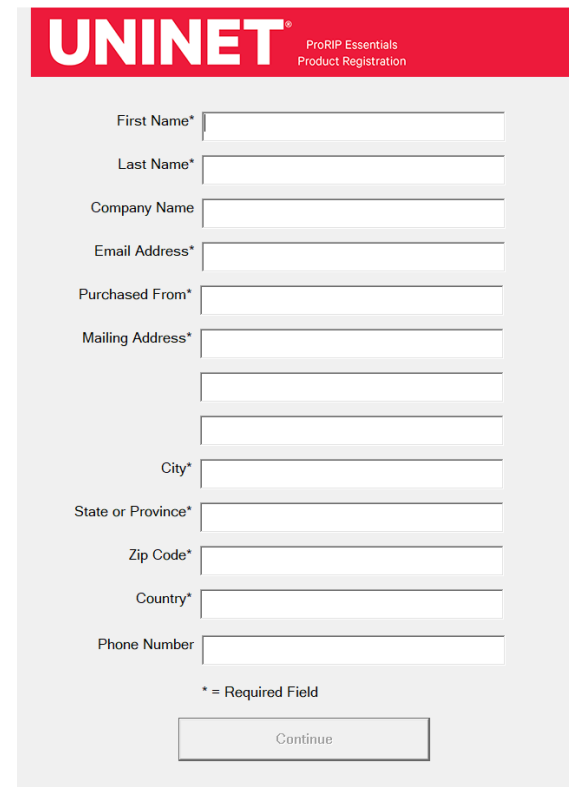 UNINET®
ProRIP Essentials
Product Registration
First Name*
Last Name*
Company Name
Email Address*
Purchased From*
Mailing Address*
City*
State or Province*
Zip Code*
Country*
Phone Number
* = Required Field
Continue